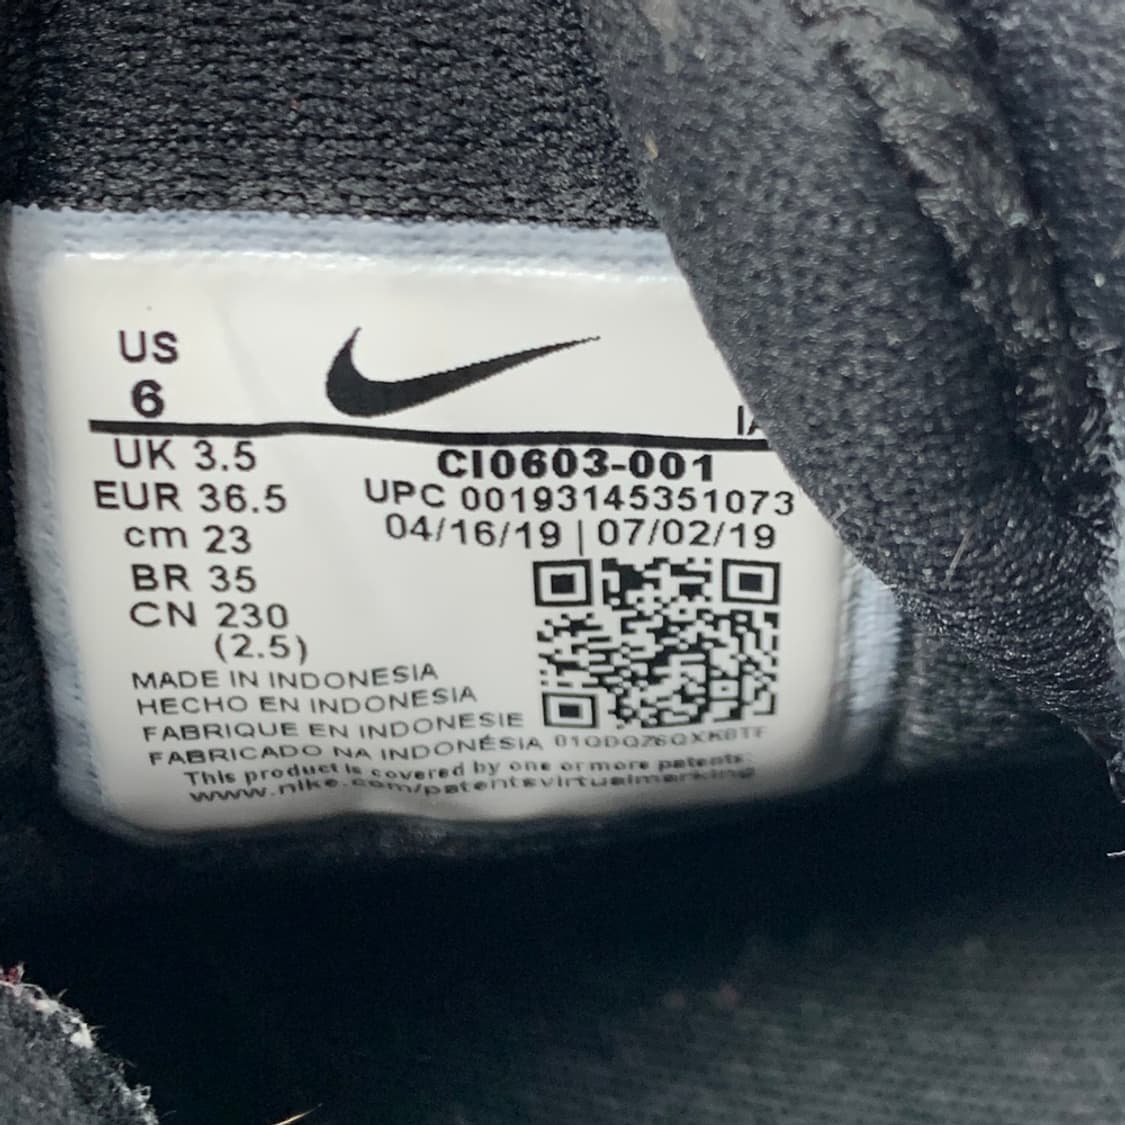 US
6
IA
UK 3.5
CI0603-001
EUR 36.5
UPC 00193145351073
cm 23
04/16/19 | 07/02/19
BR 35
CN 230
(2.5)
MADE IN INDONESIA
HECHO EN INDONESIA
FABRIQUE EN INDONESIE
FABRICADO NA INDONÉSIA
This product is covered by one or more patents:
www.nike.com/patentsvirtualmarking